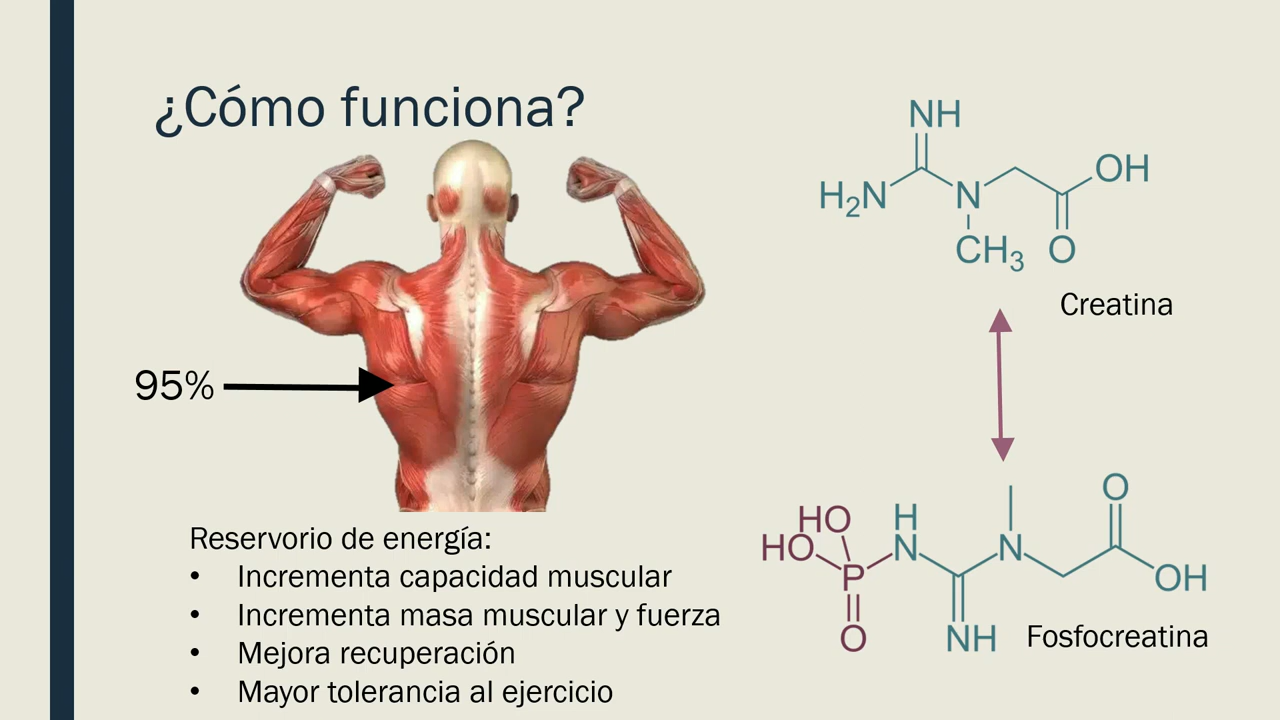 ¿Cómo funciona?
95%
Reservorio de energía:
• Incrementa capacidad muscular
• Incrementa masa muscular y fuerza
• Mejora recuperación
• Mayor tolerancia al ejercicio
NH
H₂N N OH
CH₃ O
Creatina
O
HO H
HO N N
P OH
O NH
Fosfocreatina